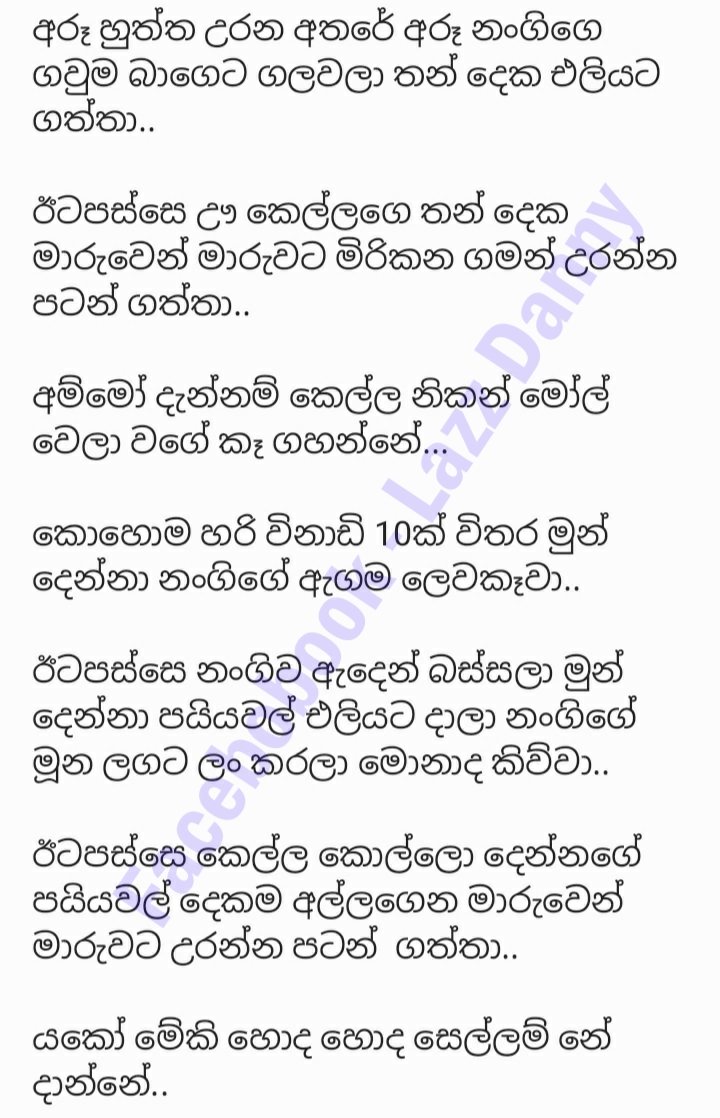 අරූ හුත්ත උරන අතරේ අරූ නංගිගෙ
ගවුම බාගෙට ගලවලා තන් දෙක එලියට
ගත්තා..
ඊටපස්සෙ ඌ කෙල්ලගෙ තන් දෙක
මාරුවෙන් මාරුවට මිරිකන ගමන් උරන්න
පටන් ගත්තා..
අම්මෝ දැන්නම් කෙල්ල නිකන් මෝල්
වෙලා වගේ කෑ ගහන්නේ...
කොහොම හරි විනාඩි 10ක් විතර මුන්
දෙන්නා නංගිගේ ඇගම ලෙවකෑවා..
ඊටපස්සෙ නංගිව ඇදෙන් බස්සලා මුන්
දෙන්නා පයියවල් එලියට දාලා නංගිගේ
මූන ලගට ලං කරලා මොනාද කිව්වා..
ඊටපස්සෙ කෙල්ල කොල්ලො දෙන්නගේ
පයියවල් දෙකම අල්ලගෙන මාරුවෙන්
මාරුවට උරන්න පටන් ගත්තා..
යකෝ මේකි හොද හොද සෙල්ලම් නේ
දාන්නේ..
Facebook - Lazz Danny